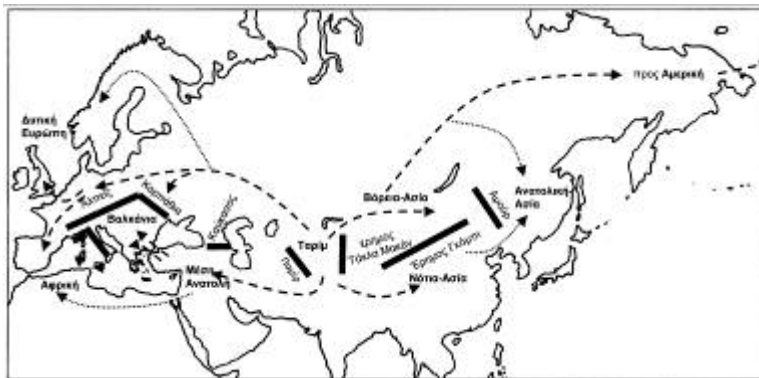 προς Αμερική
Δυτική
Ευρώπη
Άλπεις
Καρπάθια
Βαλκάνια
Καύκασος
Βόρεια-Ασία
Αμούρ
Ανατολική
Ασία
Ταρίμ
Έρημος
Τάκλα Μακάν
Έρημος Γκόμπι
Παμίρ
Μέση
Ανατολή
Νότια-Ασία
Αφρική